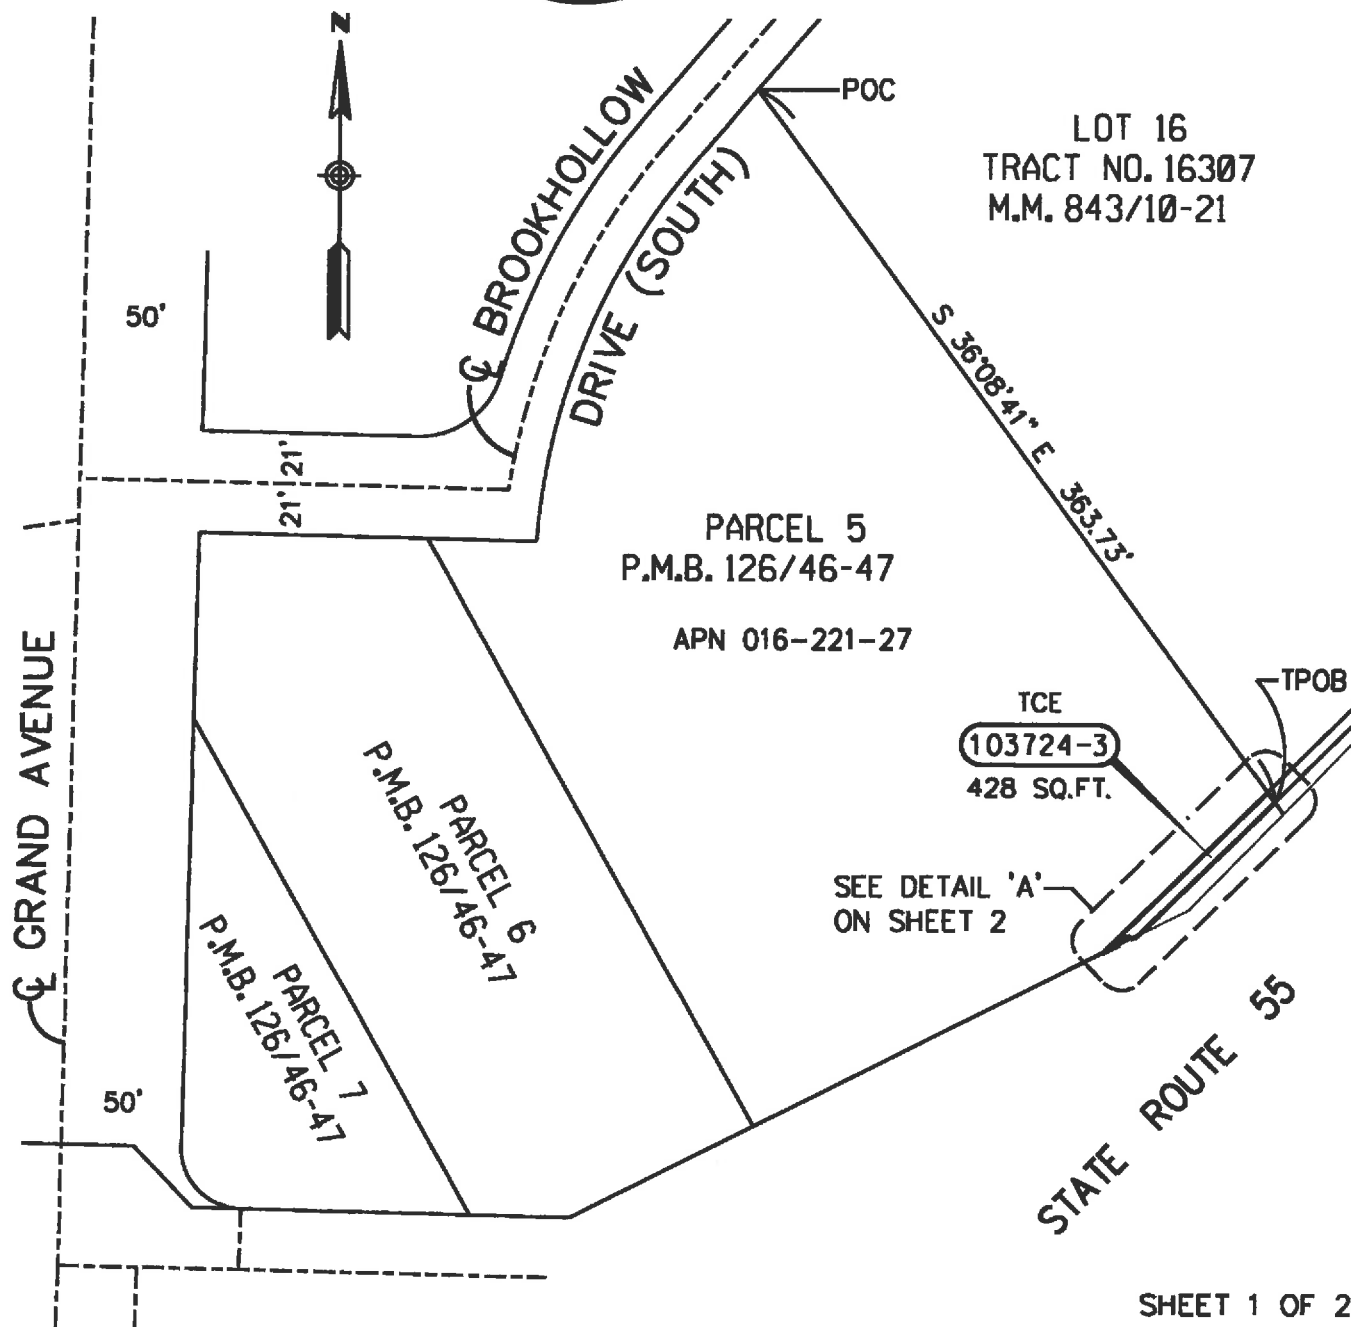 N
POC
LOT 16
TRACT NO. 16307
M.M. 843/10-21
℄ BROOKHOLLOW
DRIVE (SOUTH)
50'
S 36°08'41" E 363.73'
21'
21'
PARCEL 5
P.M.B. 126/46-47
APN 016-221-27
℄ GRAND AVENUE
TPOB
TCE
103724-3
428 SQ.FT.
PARCEL 6
P.M.B. 126/46-47
SEE DETAIL 'A'
ON SHEET 2
PARCEL 7
P.M.B. 126/46-47
STATE ROUTE 55
50'
SHEET 1 OF 2